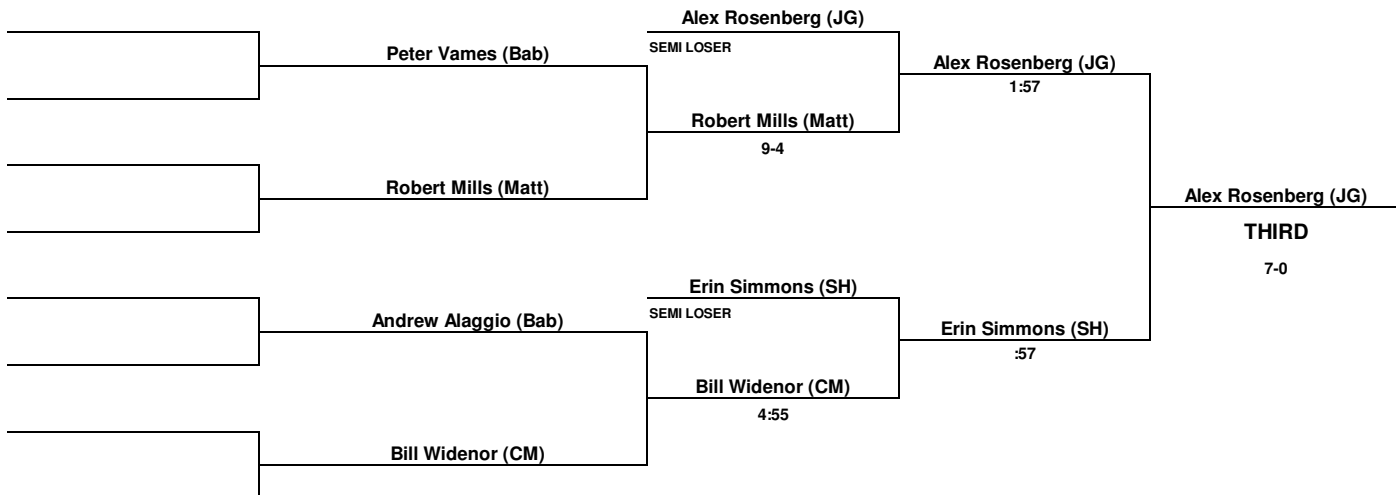 Alex Rosenberg (JG)
SEMI LOSER
Peter Vames (Bab)
Alex Rosenberg (JG)
1:57
Robert Mills (Matt)
9-4
Robert Mills (Matt)
Alex Rosenberg (JG)
THIRD
7-0
Erin Simmons (SH)
SEMI LOSER
Andrew Alaggio (Bab)
Erin Simmons (SH)
:57
Bill Widenor (CM)
4:55
Bill Widenor (CM)